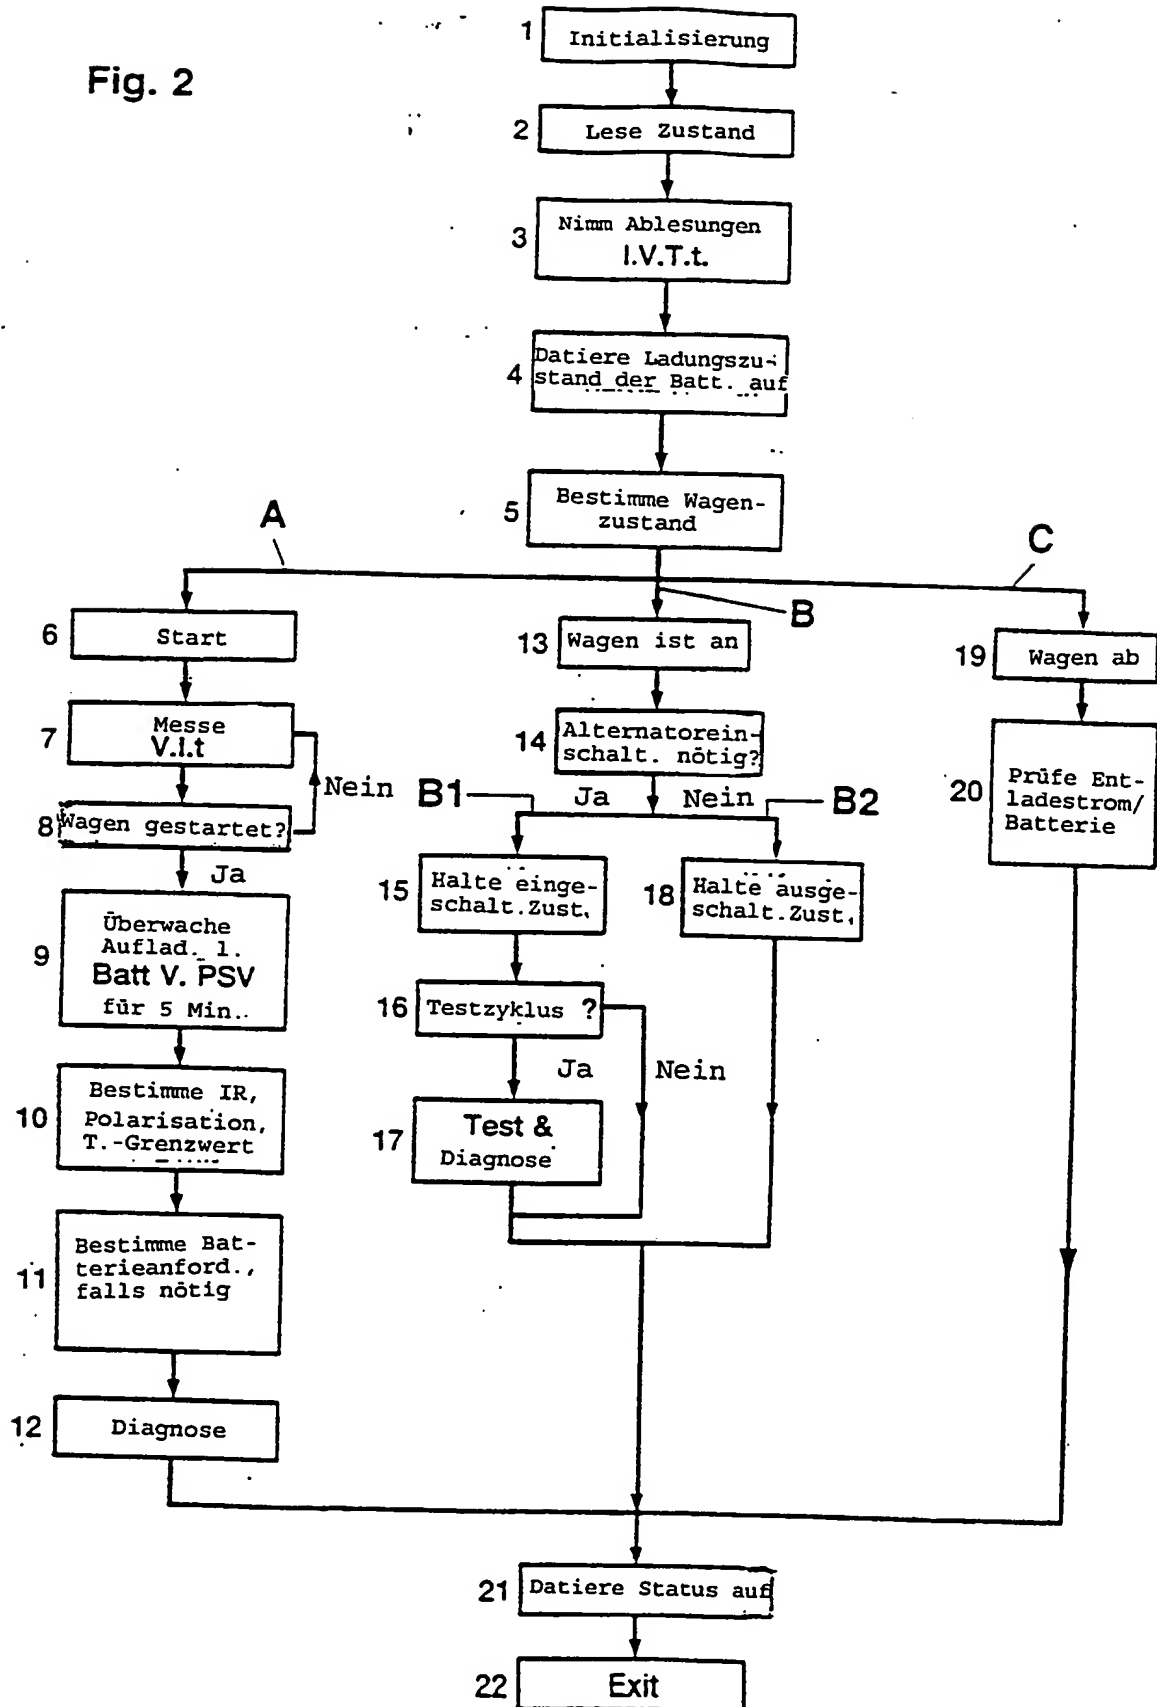 Fig. 2
1 Initialisierung
2 Lese Zustand
3 Nimm Ablesungen
I.V.T.t.
4 Datiere Ladungszu-
stand der Batt. auf
5 Bestimme Wagen-
zustand
A
B
C
6 Start
7 Messe
V.I.t
Nein
8 Wagen gestartet?
Ja
9 Überwache
Auflad. l.
Batt V. PSV
für 5 Min.
10 Bestimme IR,
Polarisation,
T.-Grenzwert
11 Bestimme Bat-
terieanford.,
falls nötig
12 Diagnose
13 Wagen ist an
14 Alternatorein-
schalt. nötig?
B1 Ja Nein B2
15 Halte einge-
schalt.Zust.
16 Testzyklus ?
Ja Nein
17 Test &
Diagnose
18 Halte ausge-
schalt.Zust.
19 Wagen ab
20 Prüfe Ent-
ladestrom/
Batterie
21 Datiere Status auf
22 Exit